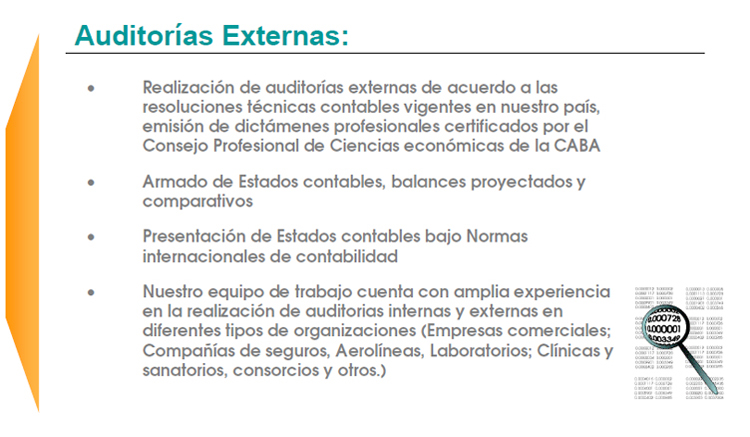 Auditorías Externas:
• Realización de auditorías externas de acuerdo a las
resoluciones técnicas contables vigentes en nuestro país,
emisión de dictámenes profesionales certificados por el
Consejo Profesional de Ciencias económicas de la CABA
• Armado de Estados contables, balances proyectados y
comparativos
• Presentación de Estados contables bajo Normas
internacionales de contabilidad
• Nuestro equipo de trabajo cuenta con amplia experiencia
en la realización de auditorias internas y externas en
diferentes tipos de organizaciones (Empresas comerciales;
Compañías de seguros, Aerolíneas, Laboratorios; Clínicas y
sanatorios, consorcios y otros.)
0.000728
0.000001
0.003349